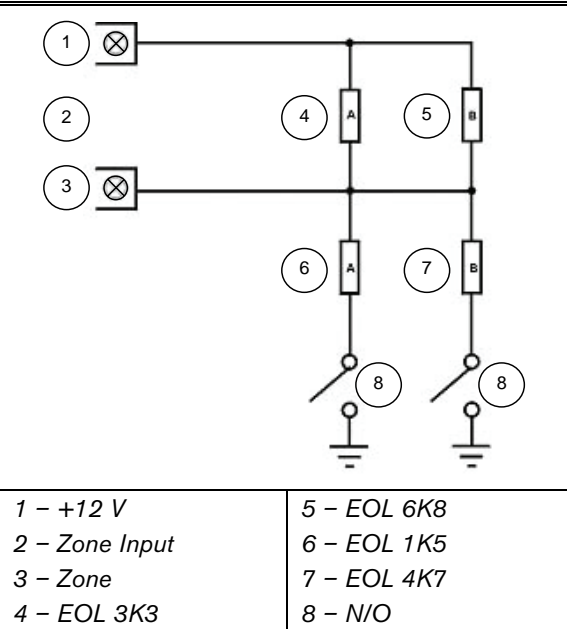 1
2
3
4
A
5
B
6
A
7
B
8
8
1 – +12 V
2 – Zone Input
3 – Zone
4 – EOL 3K3
5 – EOL 6K8
6 – EOL 1K5
7 – EOL 4K7
8 – N/O